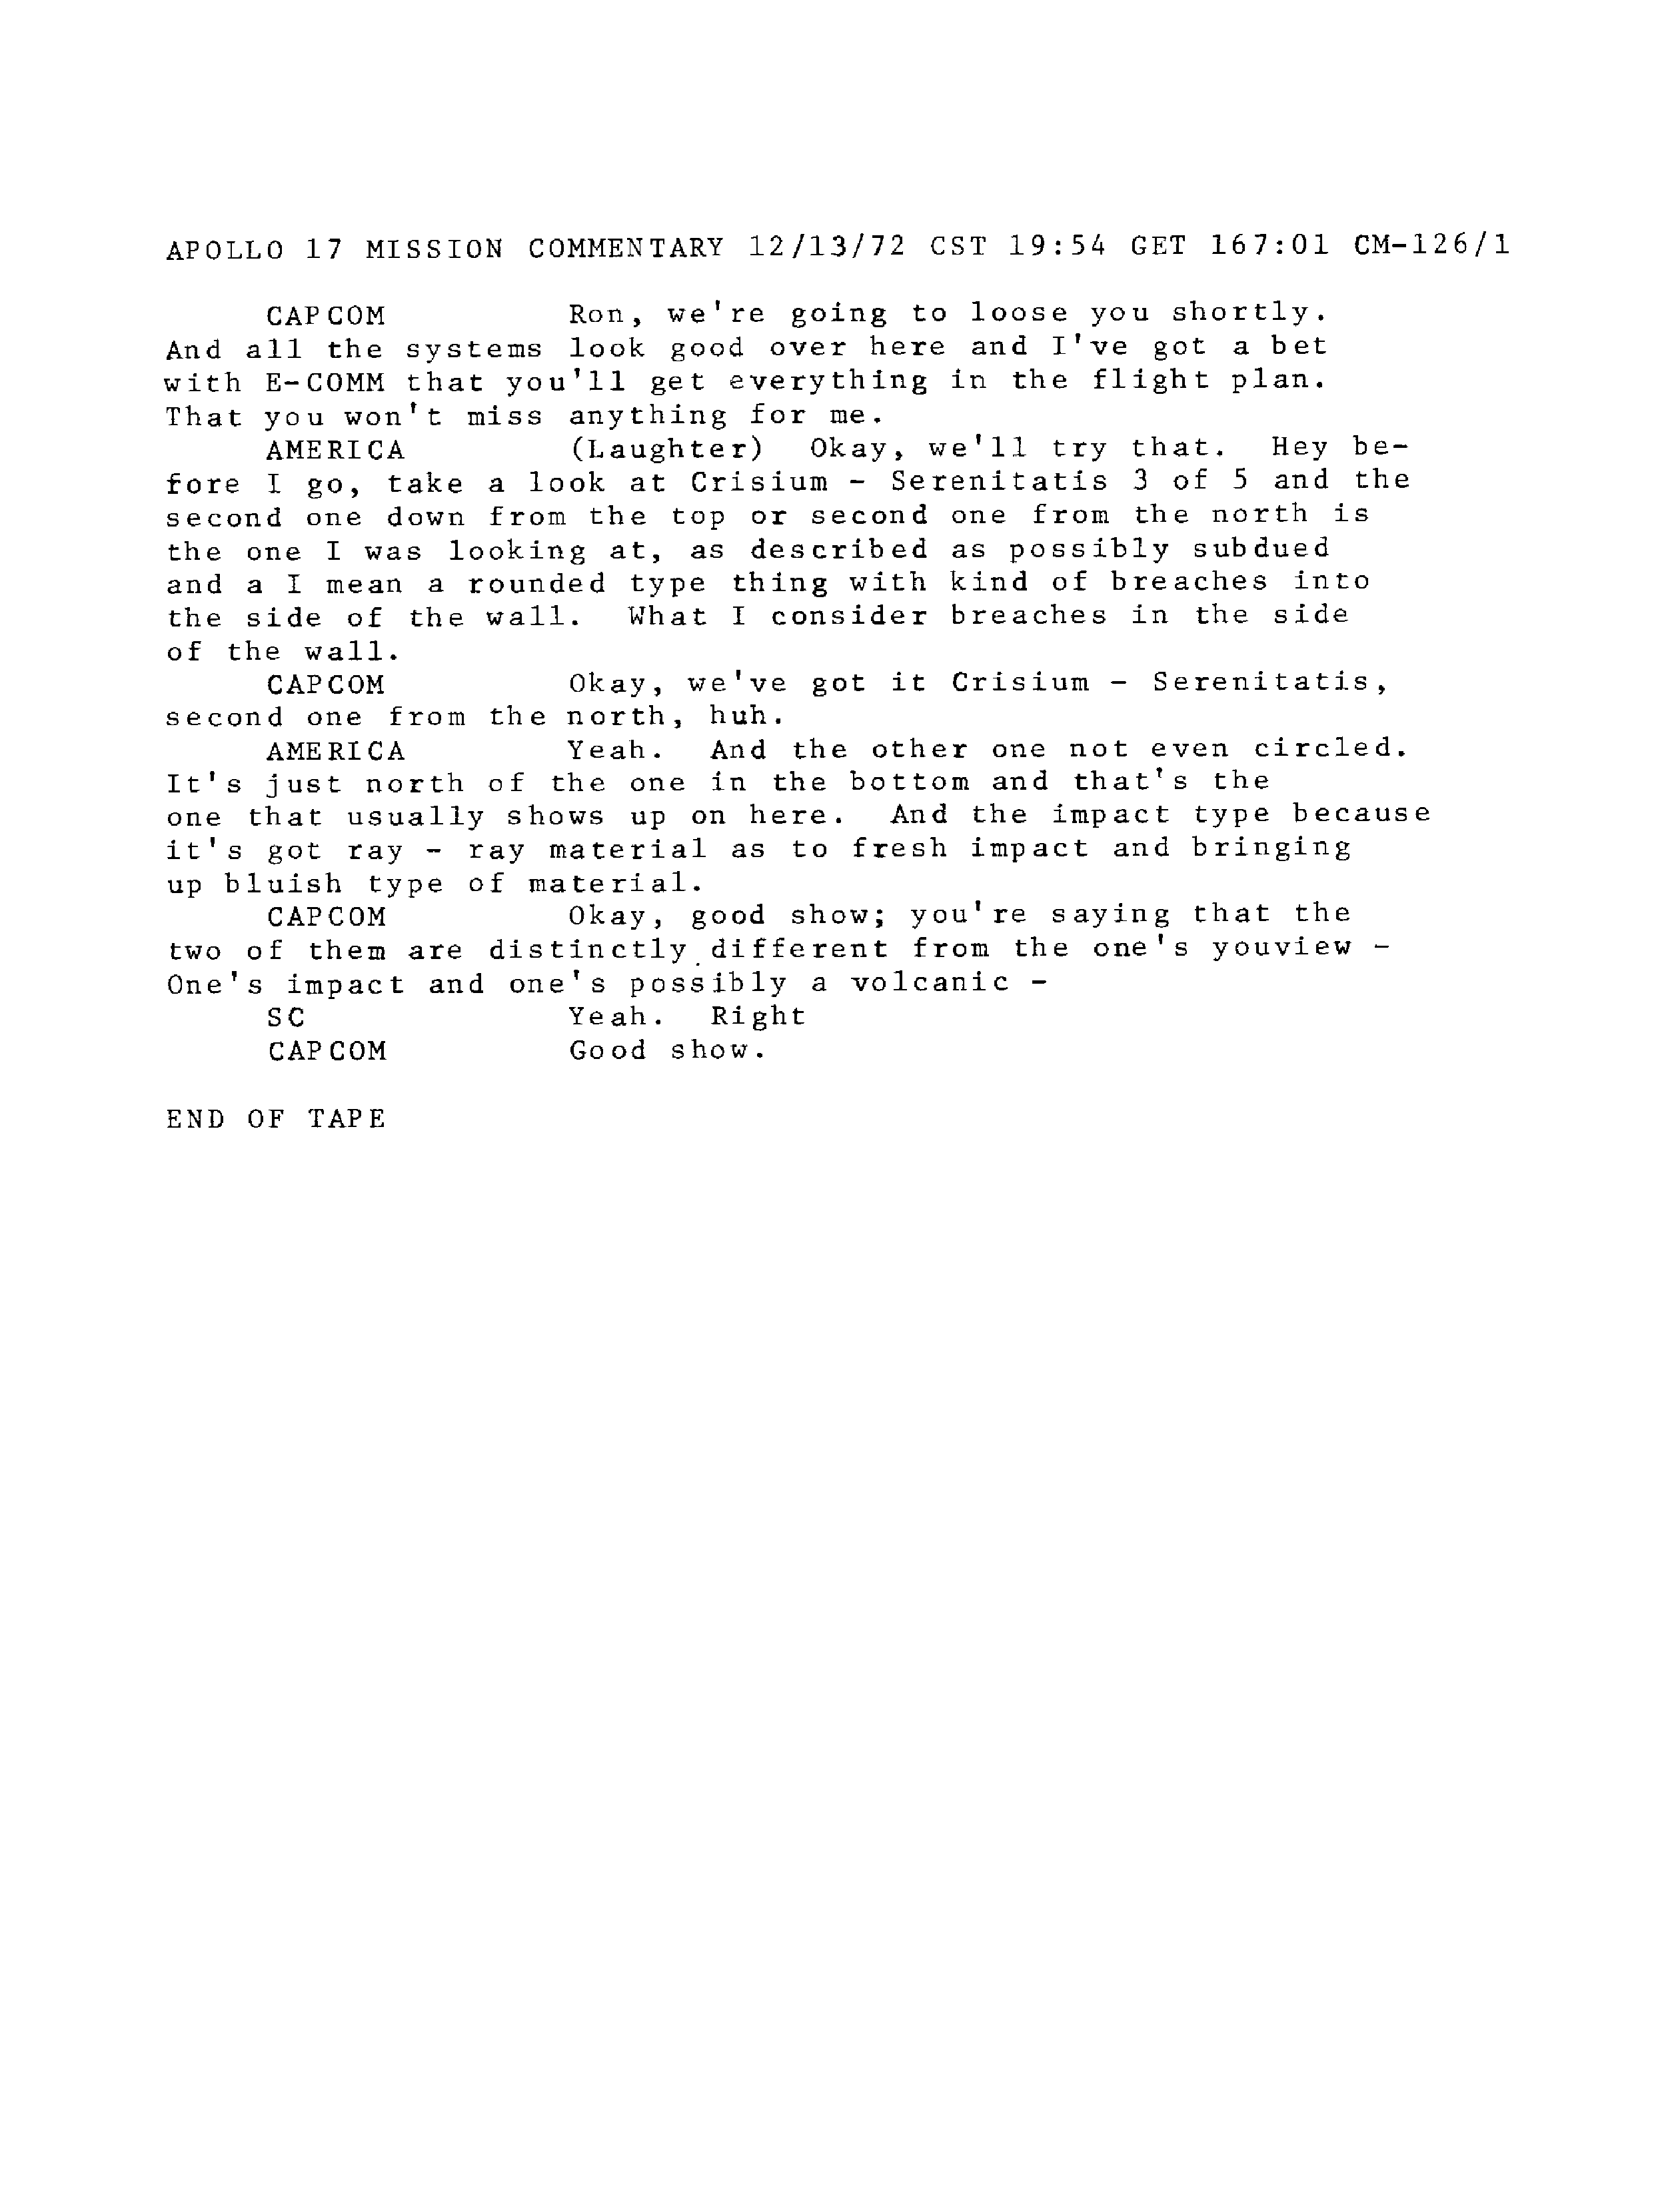 APOLLO 17 MISSION COMMENTARY 12/13/72 CST 19:54 GET 167:01 CM-126/1
CAPCOM Ron, we're going to loose you shortly.
And all the systems look good over here and I've got a bet
with E-COMM that you'll get everything in the flight plan.
That you won't miss anything for me.
AMERICA (Laughter) Okay, we'll try that. Hey be-
fore I go, take a look at Crisium - Serenitatis 3 of 5 and the
second one down from the top or second one from the north is
the one I was looking at, as described as possibly subdued
and a I mean a rounded type thing with kind of breaches into
the side of the wall. What I consider breaches in the side
of the wall.
CAPCOM Okay, we've got it Crisium - Serenitatis,
second one from the north, huh.
AMERICA Yeah. And the other one not even circled.
It's just north of the one in the bottom and that's the
one that usually shows up on here. And the impact type because
it's got ray - ray material as to fresh impact and bringing
up bluish type of material.
CAPCOM Okay, good show; you're saying that the
two of them are distinctly different from the one's youview -
One's impact and one's possibly a volcanic -
SC Yeah. Right
CAPCOM Good show.
END OF TAPE